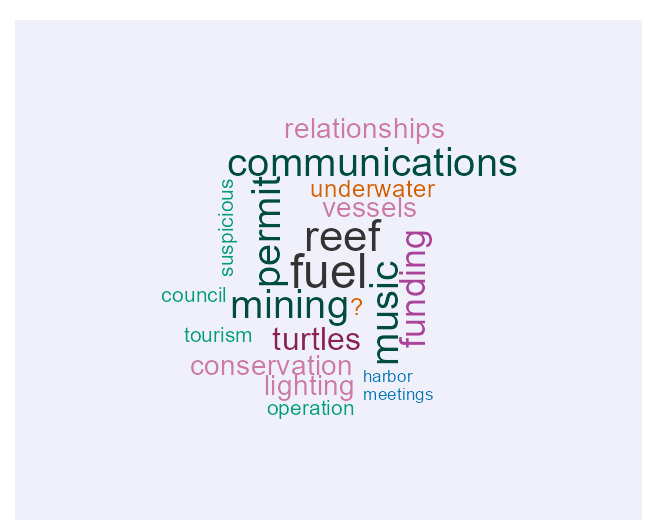 relationships
communications
underwater
suspicious
permit
vessels
reef
funding
fuel
music
council
mining
?
tourism
turtles
conservation
lighting
harbor
meetings
operation